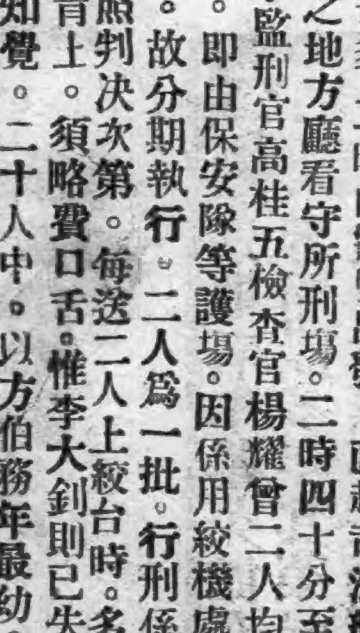 之地方廳看守所刑場。二時四十分至
監刑官高桂五檢查官楊耀曾二人均
。即由保安隊等護場。因係用絞機處
。故分期執行。二人爲一批。行刑係
照判决次第。每送二人上絞台時。名
肯上。須略費口舌。惟李大釗則已失
知覺。二十人中。以方伯務年最幼